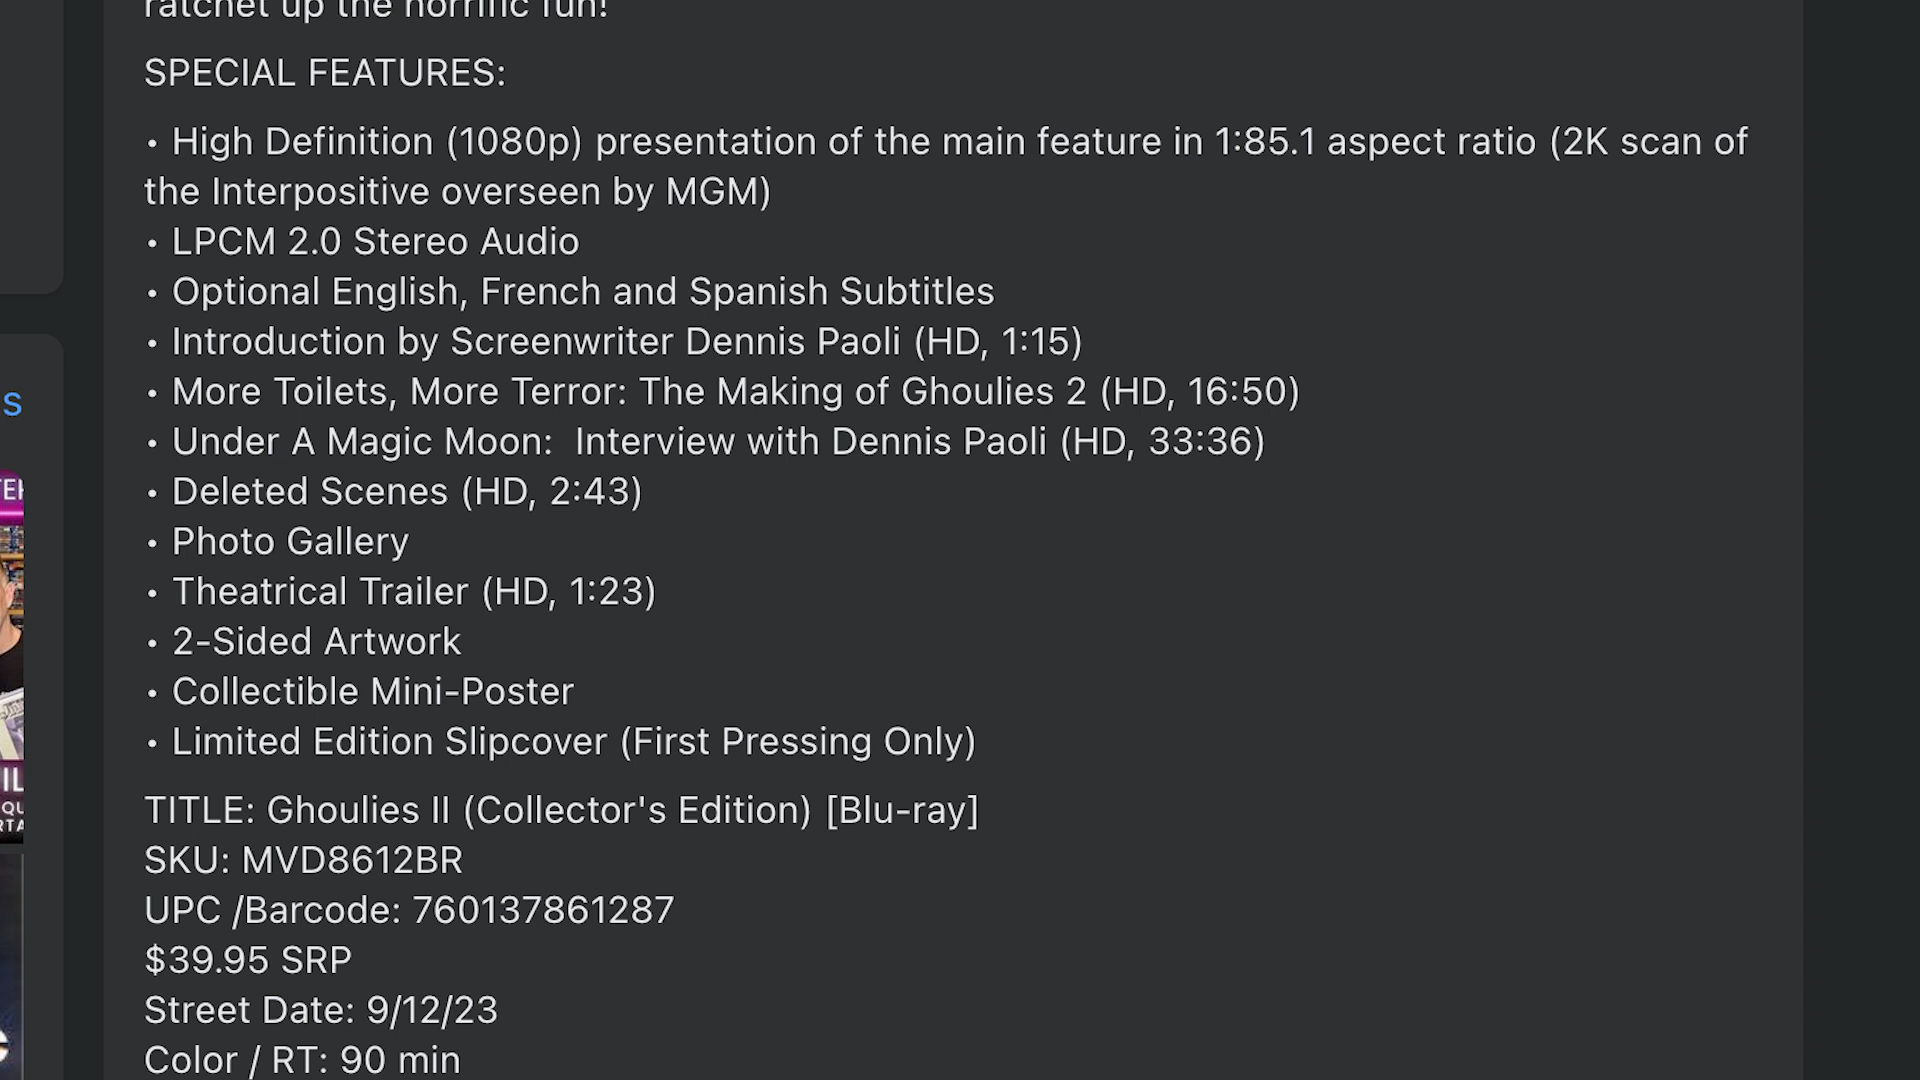 ratchet up the horrific fun!
SPECIAL FEATURES:
• High Definition (1080p) presentation of the main feature in 1:85.1 aspect ratio (2K scan of
the Interpositive overseen by MGM)
• LPCM 2.0 Stereo Audio
• Optional English, French and Spanish Subtitles
• Introduction by Screenwriter Dennis Paoli (HD, 1:15)
• More Toilets, More Terror: The Making of Ghoulies 2 (HD, 16:50)
• Under A Magic Moon:  Interview with Dennis Paoli (HD, 33:36)
• Deleted Scenes (HD, 2:43)
• Photo Gallery
• Theatrical Trailer (HD, 1:23)
• 2-Sided Artwork
• Collectible Mini-Poster
• Limited Edition Slipcover (First Pressing Only)
TITLE: Ghoulies II (Collector's Edition) [Blu-ray]
SKU: MVD8612BR
UPC /Barcode: 760137861287
$39.95 SRP
Street Date: 9/12/23
Color / RT: 90 min